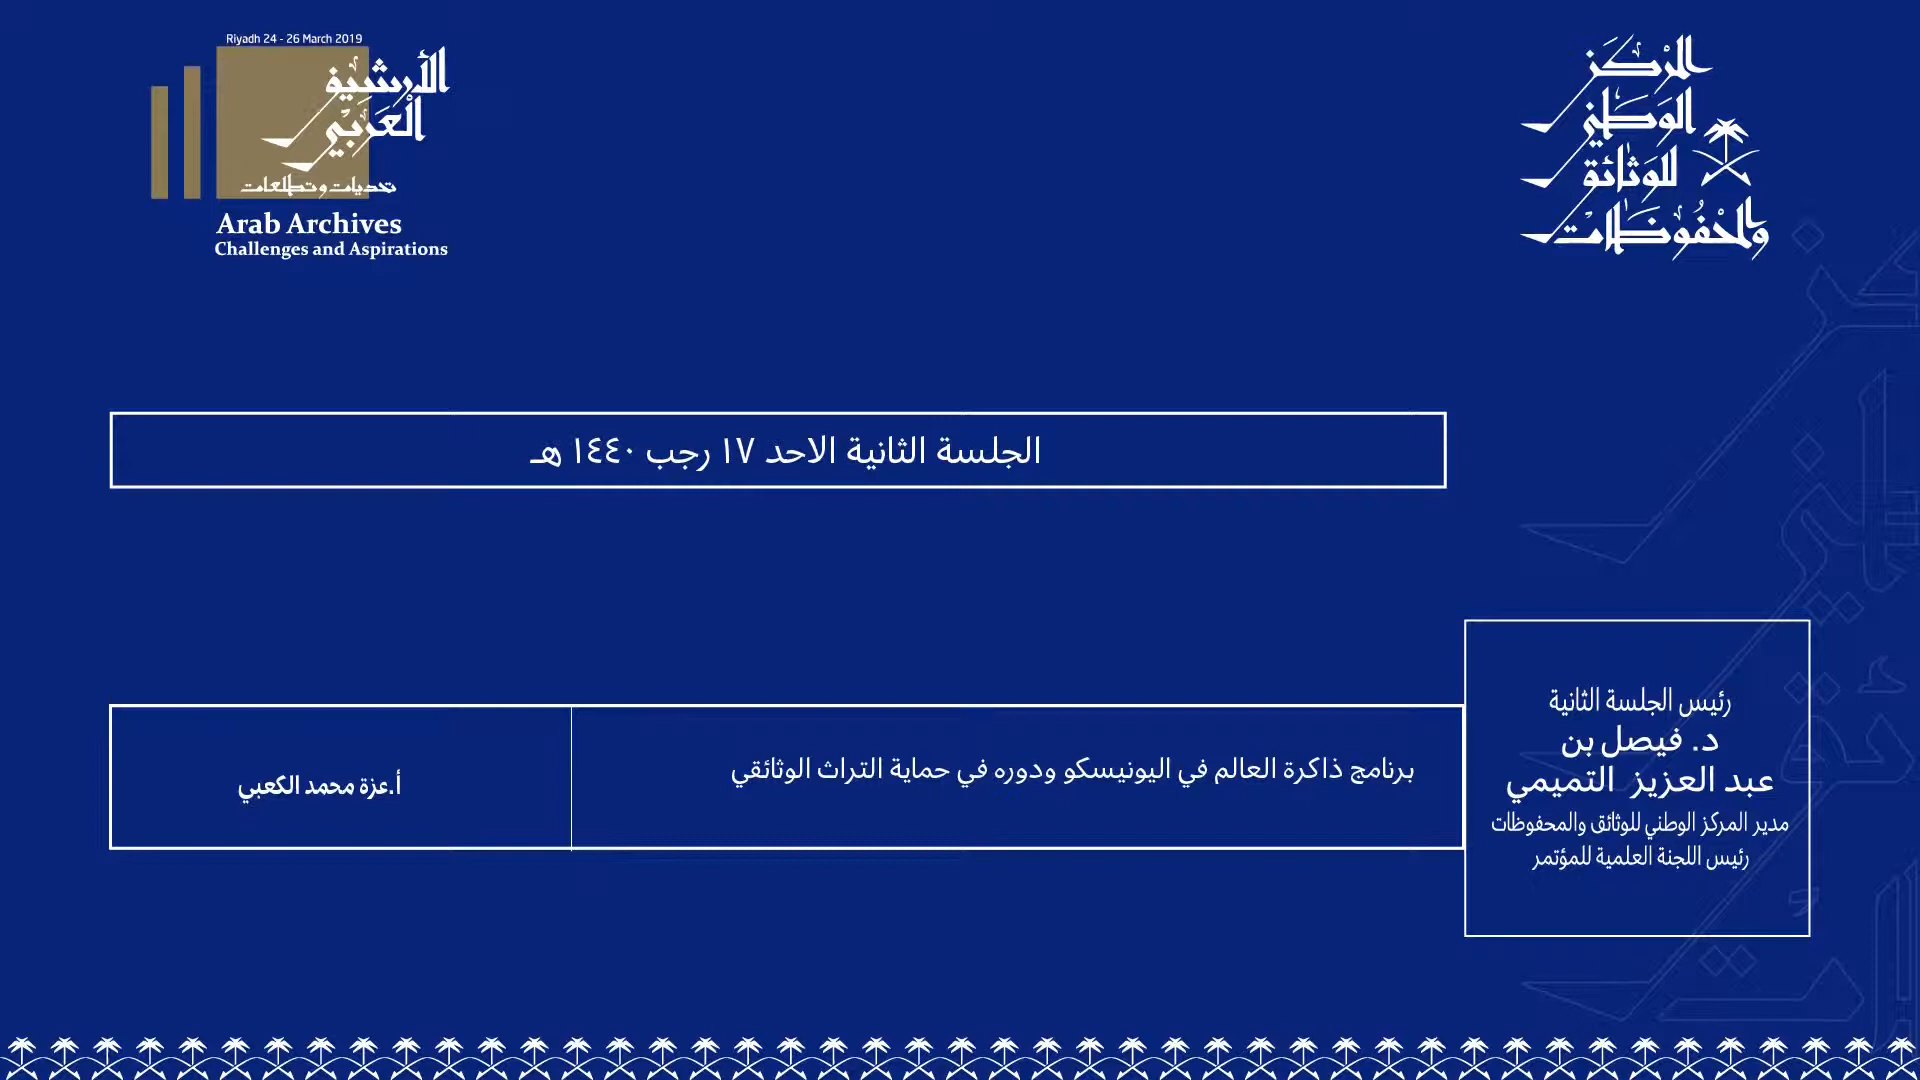 Riyadh 24 - 26 March 2019
الأرشيف
العربي
تحديات وتطلعات
Arab Archives
Challenges and Aspirations
المركز
الوطني
للوثائق
والمحفوظات
الجلسة الثانية الاحد ١٧ رجب ١٤٤٠ هـ
رئيس الجلسة الثانية
د. فيصل بن
عبد العزيز التميمي
مدير المركز الوطني للوثائق والمحفوظات
رئيس اللجنة العلمية للمؤتمر
برنامج ذاكرة العالم في اليونيسكو ودوره في حماية التراث الوثائقي
أ.عزة محمد الكعبي